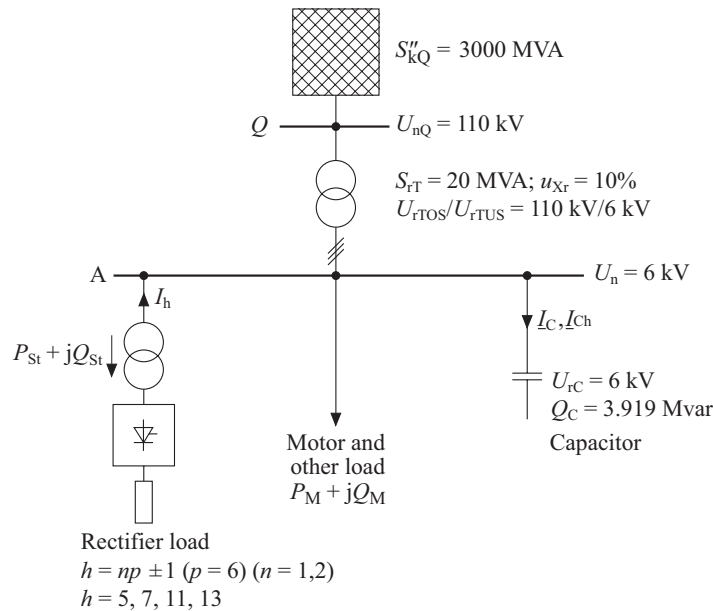 S″kQ = 3000 MVA
Q
UnQ = 110 kV
SrT = 20 MVA; uXr = 10%
UrTOS/UrTUS = 110 kV/6 kV
A
Un = 6 kV
Ih
IC, ICh
PSt + jQSt
UrC = 6 kV
QC = 3.919 Mvar
Capacitor
Motor and
other load
PM + jQM
Rectifier load
h = np ±1 (p = 6) (n = 1,2)
h = 5, 7, 11, 13